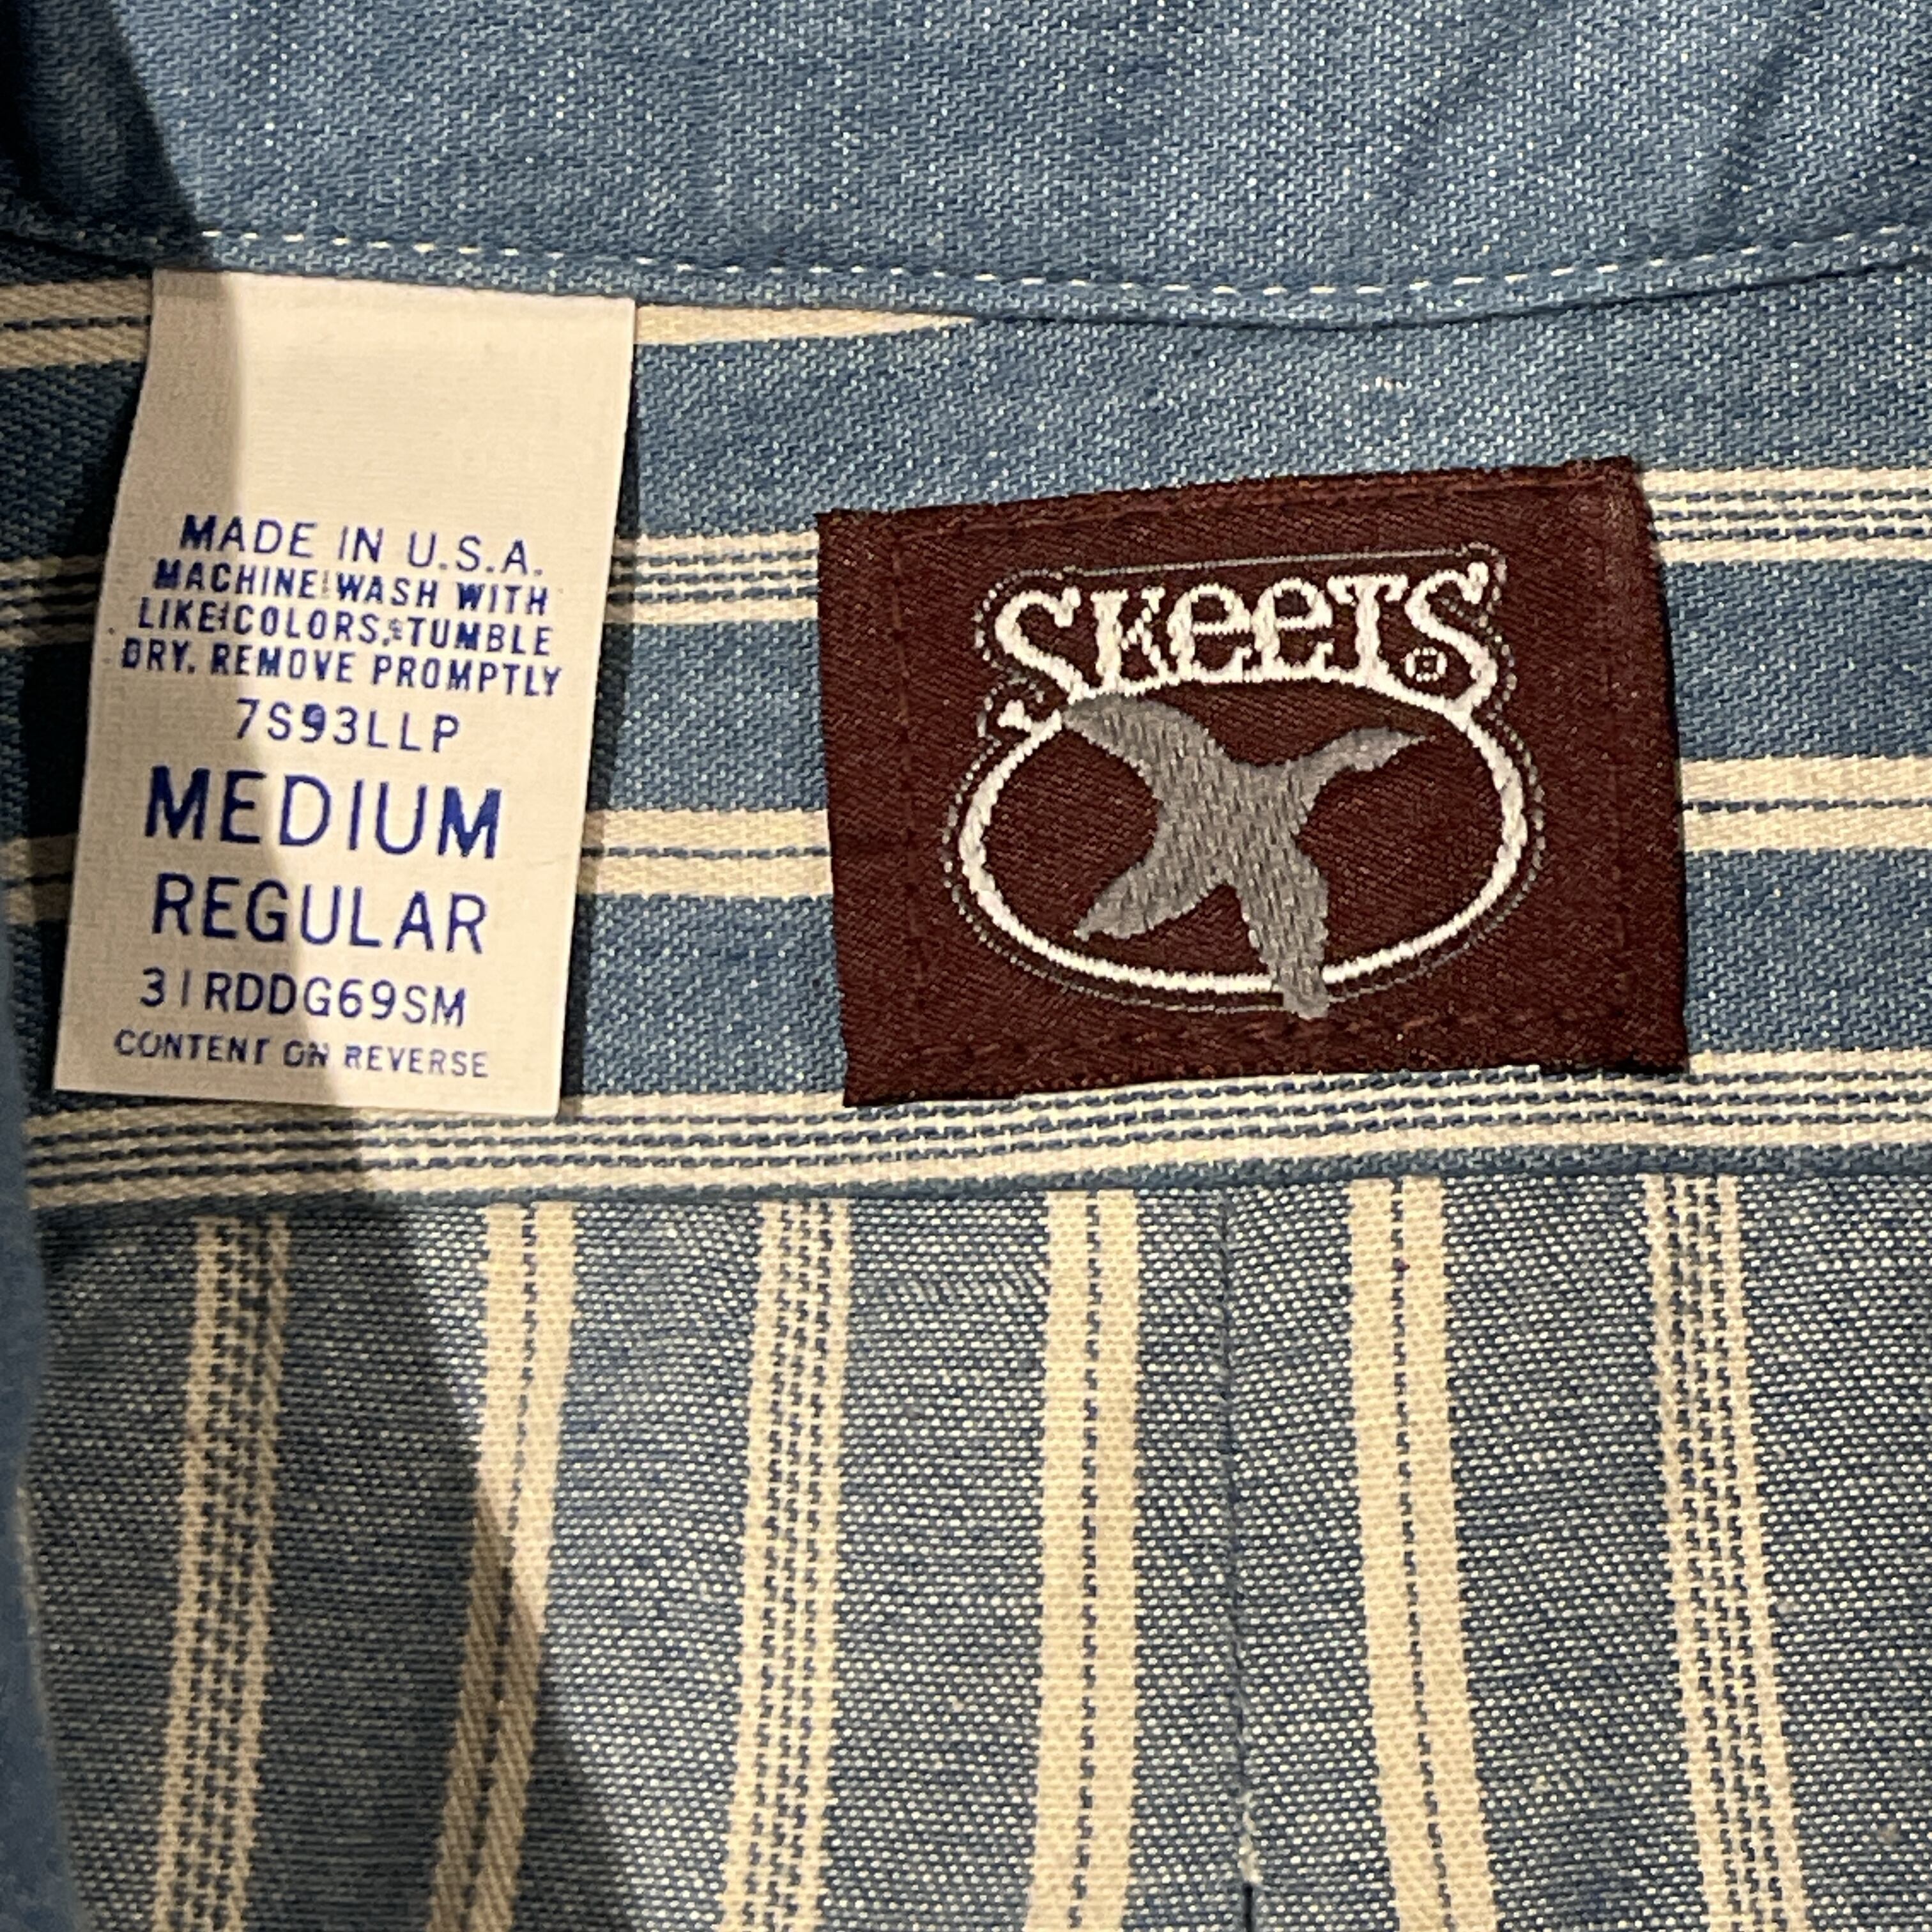 MADE IN U.S.A.
MACHINE WASH WITH
LIKE COLORS, TUMBLE
DRY. REMOVE PROMPTLY
7S93LLP
MEDIUM
REGULAR
31RDDG69SM
CONTENT ON REVERSE
SKEETS ®